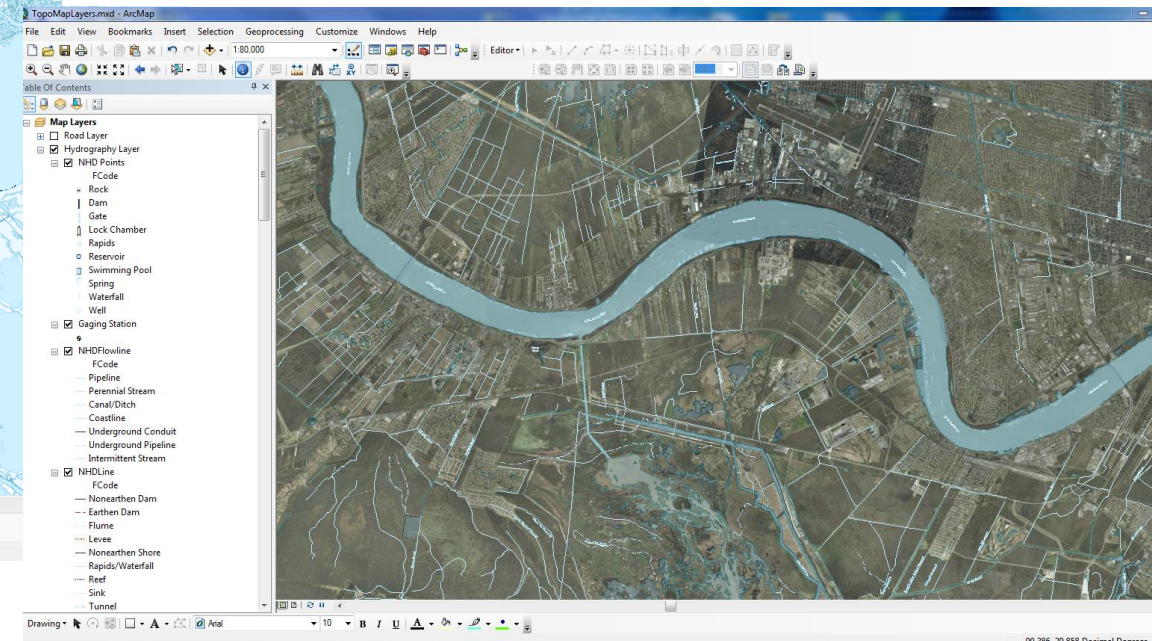 TopoMapLayers.mxd - ArcMap
File Edit View Bookmarks Insert Selection Geoprocessing Customize Windows Help
1:80,000 Editor
Table Of Contents
Map Layers
Road Layer
Hydrography Layer
NHD Points
FCode
Rock
Dam
Gate
Lock Chamber
Rapids
Reservoir
Swimming Pool
Spring
Waterfall
Well
Gaging Station
NHDFlowline
FCode
Pipeline
Perennial Stream
Canal/Ditch
Coastline
Underground Conduit
Underground Pipeline
Intermittent Stream
NHDLine
FCode
Nonearthen Dam
Earthen Dam
Flume
Levee
Nonearthen Shore
Rapids/Waterfall
Reef
Sink
Tunnel
Drawing A Arial 10 B I U A